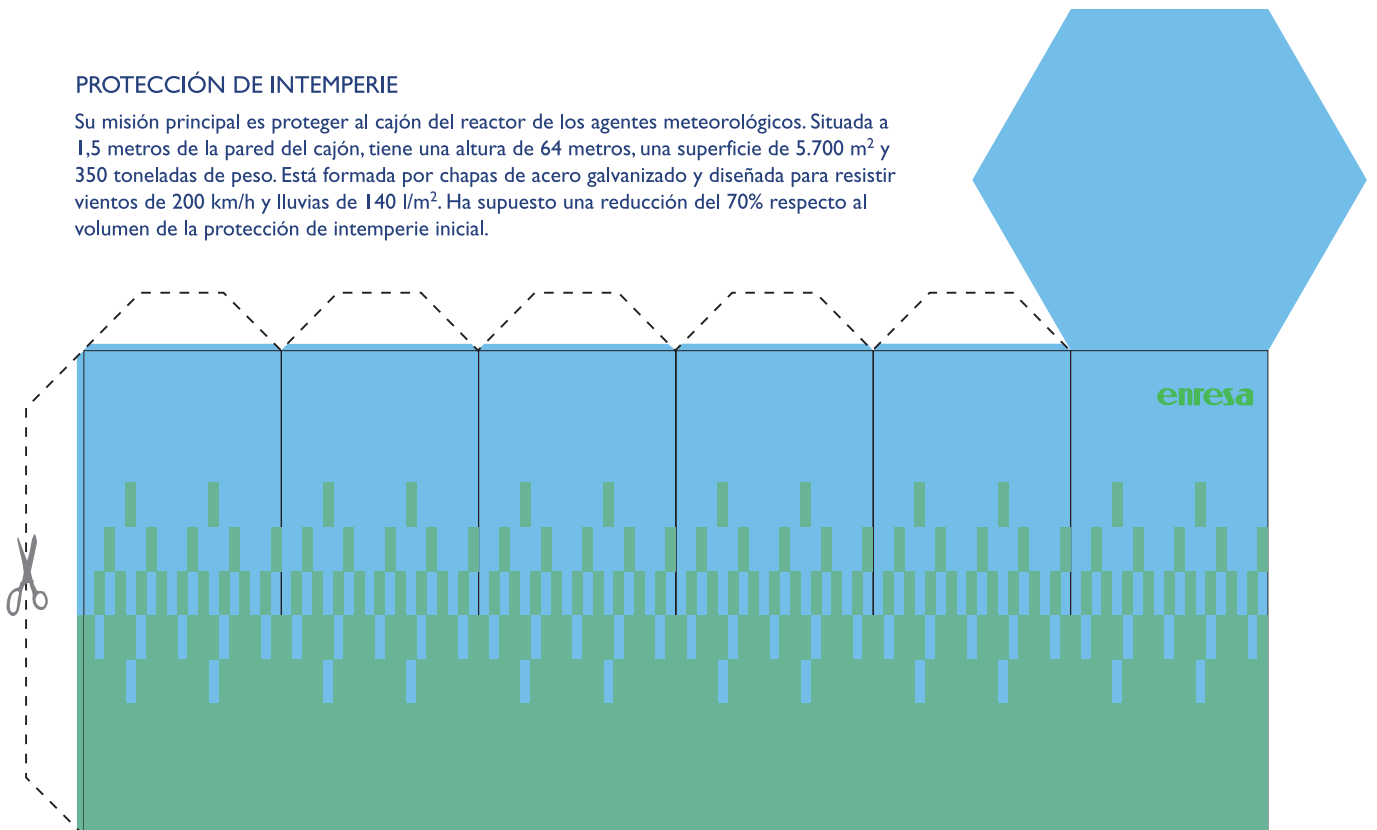 PROTECCIÓN DE INTEMPERIE
Su misión principal es proteger al cajón del reactor de los agentes meteorológicos. Situada a
1,5 metros de la pared del cajón, tiene una altura de 64 metros, una superficie de 5.700 m² y
350 toneladas de peso. Está formada por chapas de acero galvanizado y diseñada para resistir
vientos de 200 km/h y lluvias de 140 l/m². Ha supuesto una reducción del 70% respecto al
volumen de la protección de intemperie inicial.
enresa